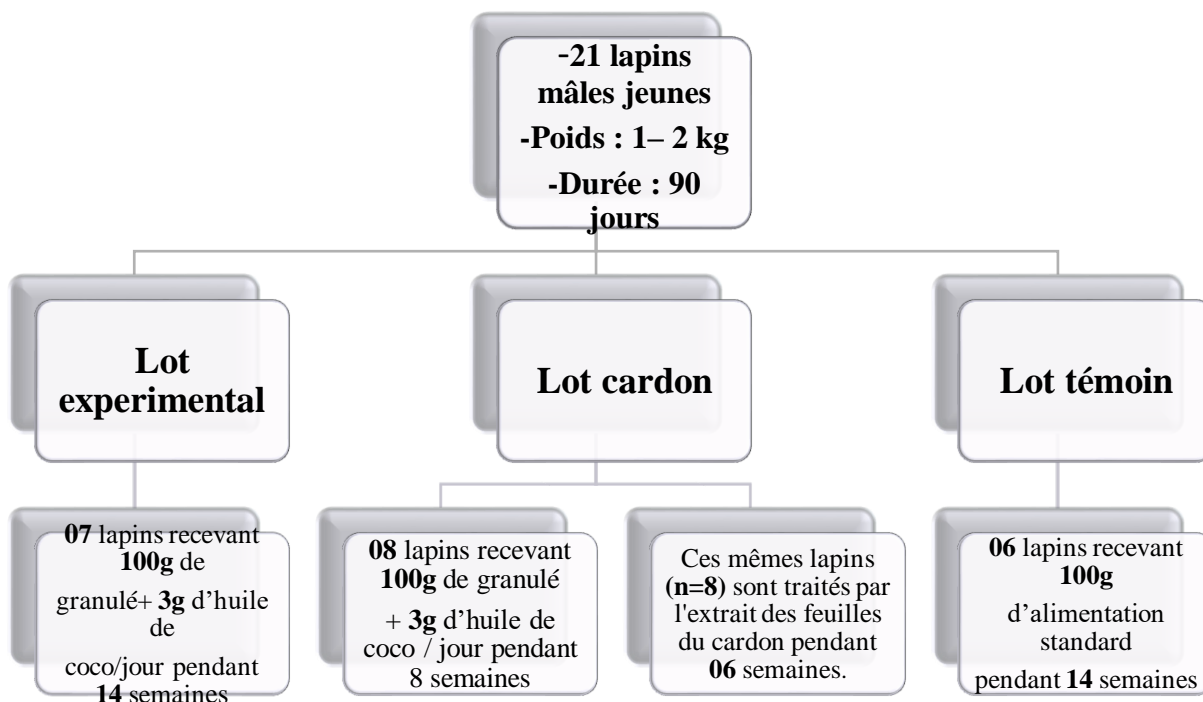 -21 lapins
mâles jeunes
-Poids : 1– 2 kg
-Durée : 90
jours
Lot
experimental
Lot cardon
Lot témoin
07 lapins recevant
100g de
granulé+ 3g d’huile
de
coco/jour pendant
14 semaines
08 lapins recevant
100g de granulé
+ 3g d’huile de
coco / jour pendant
8 semaines
Ces mêmes lapins
(n=8) sont traités par
l'extrait des feuilles
du cardon pendant
06 semaines.
06 lapins recevant
100g
d’alimentation
standard
pendant 14 semaines